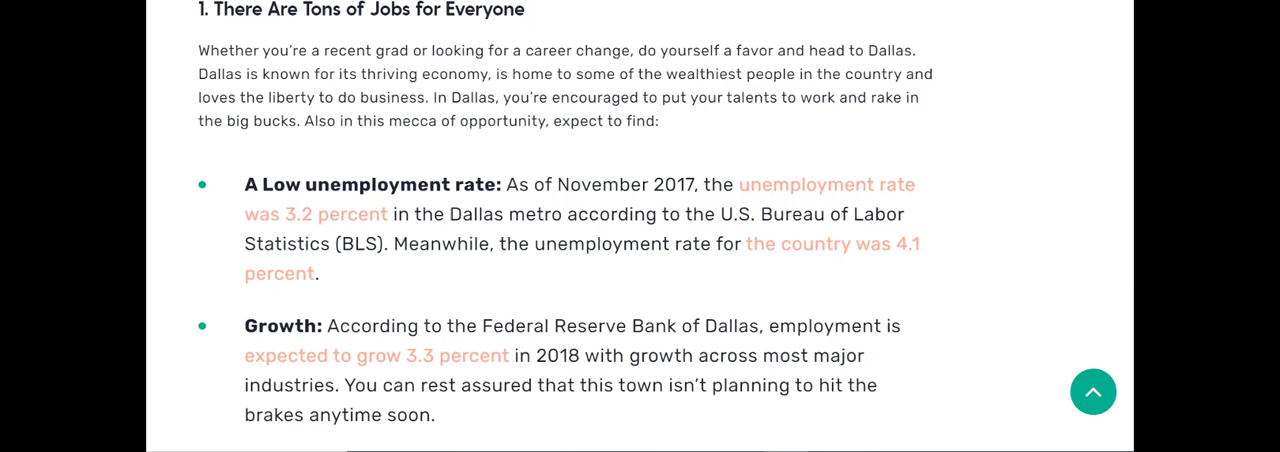 1. There Are Tons of Jobs for Everyone
Whether you’re a recent grad or looking for a career change, do yourself a favor and head to Dallas.
Dallas is known for its thriving economy, is home to some of the wealthiest people in the country and
loves the liberty to do business. In Dallas, you’re encouraged to put your talents to work and rake in
the big bucks. Also in this mecca of opportunity, expect to find:
A Low unemployment rate: As of November 2017, the unemployment rate
was 3.2 percent in the Dallas metro according to the U.S. Bureau of Labor
Statistics (BLS). Meanwhile, the unemployment rate for the country was 4.1
percent.
Growth: According to the Federal Reserve Bank of Dallas, employment is
expected to grow 3.3 percent in 2018 with growth across most major
industries. You can rest assured that this town isn’t planning to hit the
brakes anytime soon.